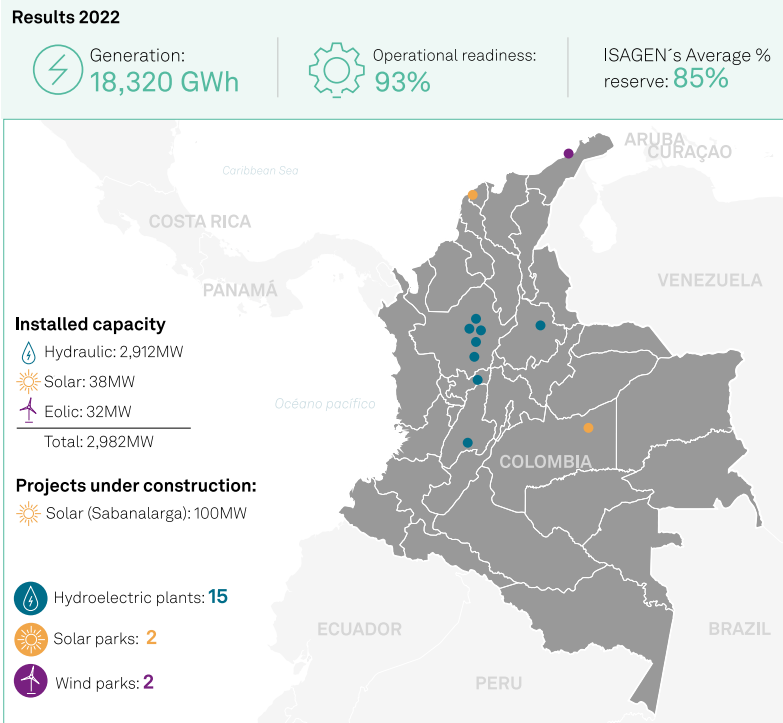 Results 2022
Generation:
18,320 GWh
Operational readiness:
93%
ISAGEN´s Average %
reserve: 85%
ARUBA
CURAÇAO
Caribbean Sea
COSTA RICA
PANAMÁ
VENEZUELA
Installed capacity
Hydraulic: 2,912MW
Solar: 38MW
Eolic: 32MW
Total: 2,982MW
Océano pacífico
COLOMBIA
Projects under construction:
Solar (Sabanalarga): 100MW
Hydroelectric plants: 15
Solar parks: 2
Wind parks: 2
ECUADOR
BRAZIL
PERU